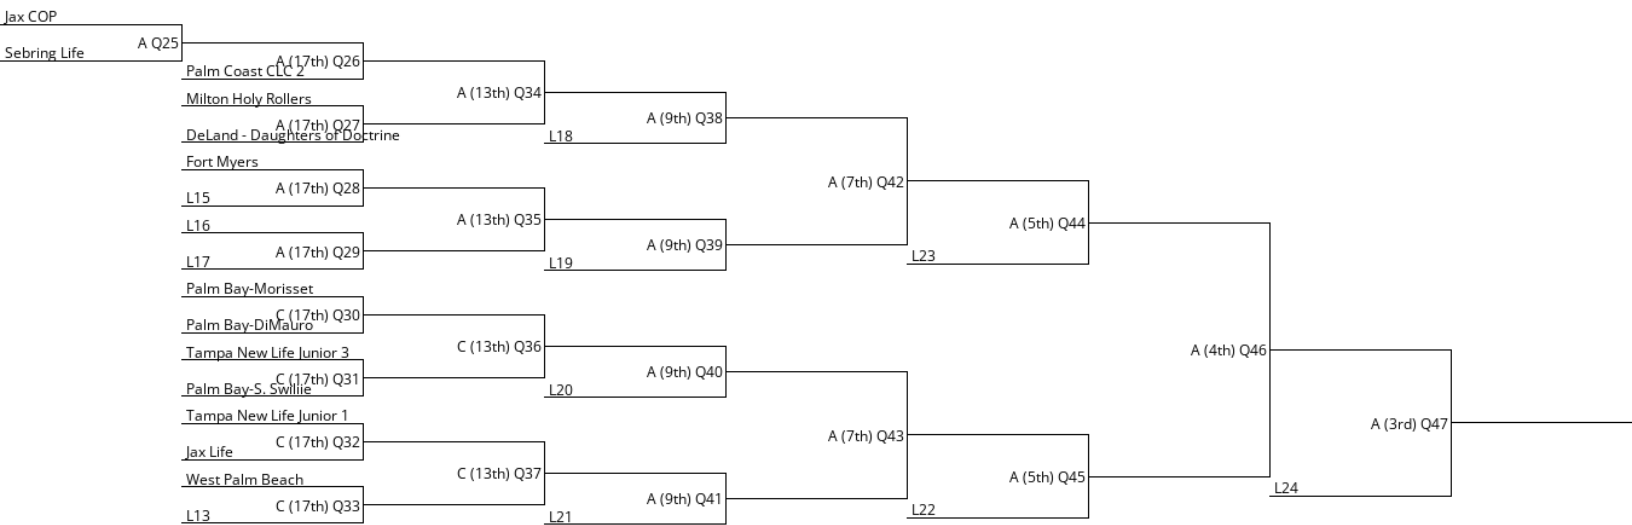 Jax COP
A Q25
Sebring Life
A (17th) Q26
Palm Coast CLC 2
Milton Holy Rollers
A (17th) Q27
DeLand - Daughters of Doctrine
Fort Myers
A (17th) Q28
L15
L16
A (17th) Q29
L17
Palm Bay-Morisset
C (17th) Q30
Palm Bay-DiMauro
Tampa New Life Junior 3
C (17th) Q31
Palm Bay-S. Swiliie
Tampa New Life Junior 1
C (17th) Q32
Jax Life
West Palm Beach
C (17th) Q33
L13
A (13th) Q34
A (13th) Q35
C (13th) Q36
C (13th) Q37
A (9th) Q38
L18
A (9th) Q39
L19
A (9th) Q40
L20
A (9th) Q41
L21
A (7th) Q42
A (7th) Q43
A (5th) Q44
L23
A (5th) Q45
L22
A (4th) Q46
A (3rd) Q47
L24